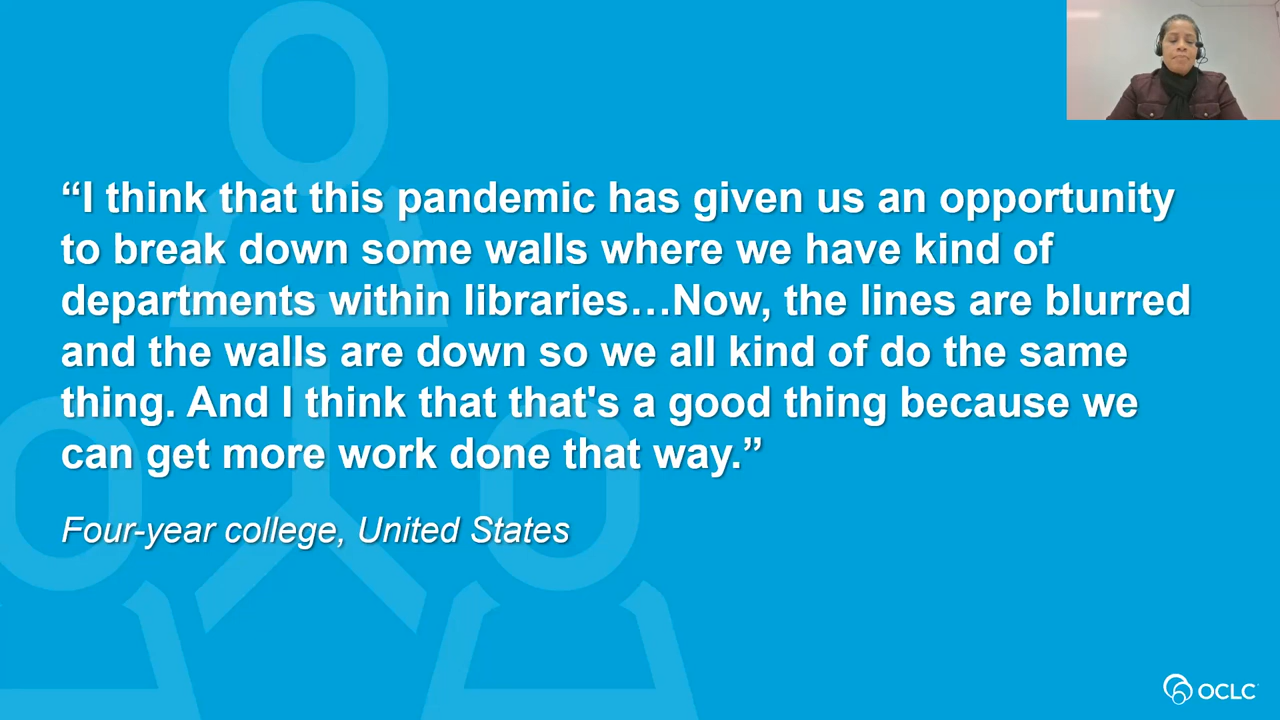 “I think that this pandemic has given us an opportunity
to break down some walls where we have kind of
departments within libraries…Now, the lines are blurred
and the walls are down so we all kind of do the same
thing. And I think that that's a good thing because we
can get more work done that way.”
Four-year college, United States
OCLC